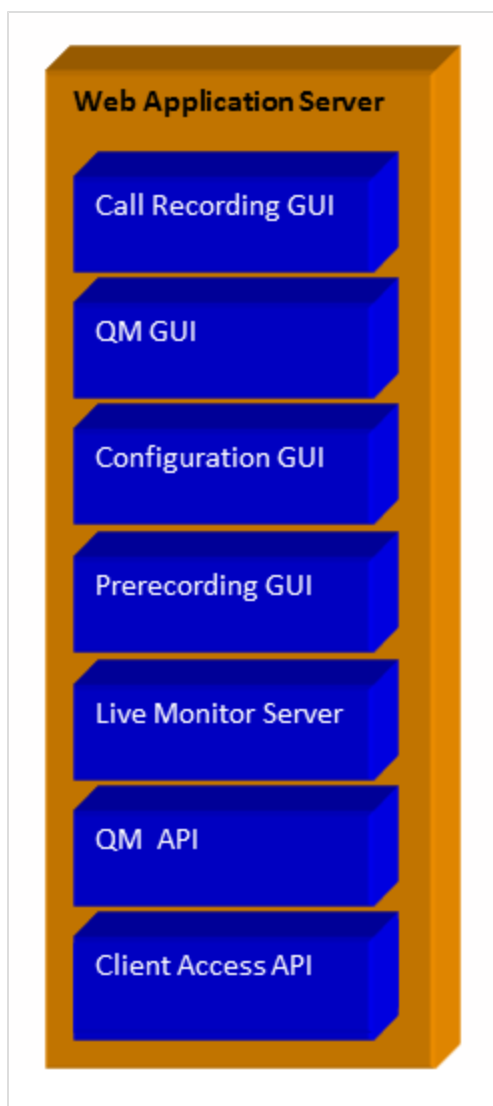 Web Application Server
Call Recording GUI
QM GUI
Configuration GUI
Prerecording GUI
Live Monitor Server
QM API
Client Access API